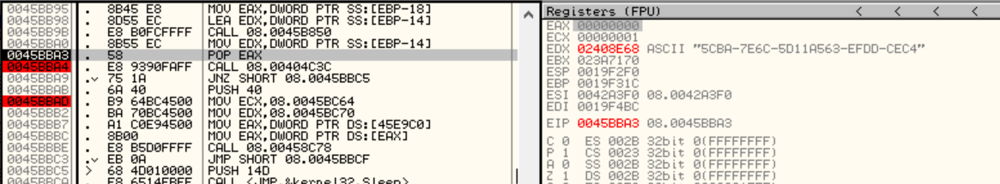 0045BB95 . 8B45 E8 MOV EAX,DWORD PTR SS:[EBP-18]
0045BB98 . 8D55 EC LEA EDX,DWORD PTR SS:[EBP-14]
0045BB9B . E8 B0FCFFFF CALL 08.0045B850
0045BBA0 . 8B55 EC MOV EDX,DWORD PTR SS:[EBP-14]
0045BBA3 . 58 POP EAX
0045BBA4 . E8 9390FAFF CALL 08.00404C3C
0045BBA9 .v 75 1A JNZ SHORT 08.0045BBC5
0045BBAB . 6A 40 PUSH 40
0045BBAD . B9 64BC4500 MOV ECX,08.0045BC64
0045BBB2 . BA 70BC4500 MOV EDX,08.0045BC70
0045BBB7 . A1 C0E94500 MOV EAX,DWORD PTR DS:[45E9C0]
0045BBBC . 8B00 MOV EAX,DWORD PTR DS:[EAX]
0045BBBE . E8 B5D0FFFF CALL 08.00458C78
0045BBC3 .v EB 0A JMP SHORT 08.0045BBCF
0045BBC5 > 68 4D010000 PUSH 14D
0045BBCA . E8 6514FBFF CALL <JMP.&kernel32.Sleep>
Registers (FPU) < < < <
EAX 00000000
ECX 00000001
EDX 02408E68 ASCII "5CBA-7E6C-5D11A563-EFDD-CEC4"
EBX 023A7170
ESP 0019F2F0
EBP 0019F31C
ESI 0042A3F0 08.0042A3F0
EDI 0019F4BC
EIP 0045BBA3 08.0045BBA3
C 0 ES 002B 32bit 0(FFFFFFFF)
P 1 CS 0023 32bit 0(FFFFFFFF)
A 0 SS 002B 32bit 0(FFFFFFFF)
Z 1 DS 002B 32bit 0(FFFFFFFF)